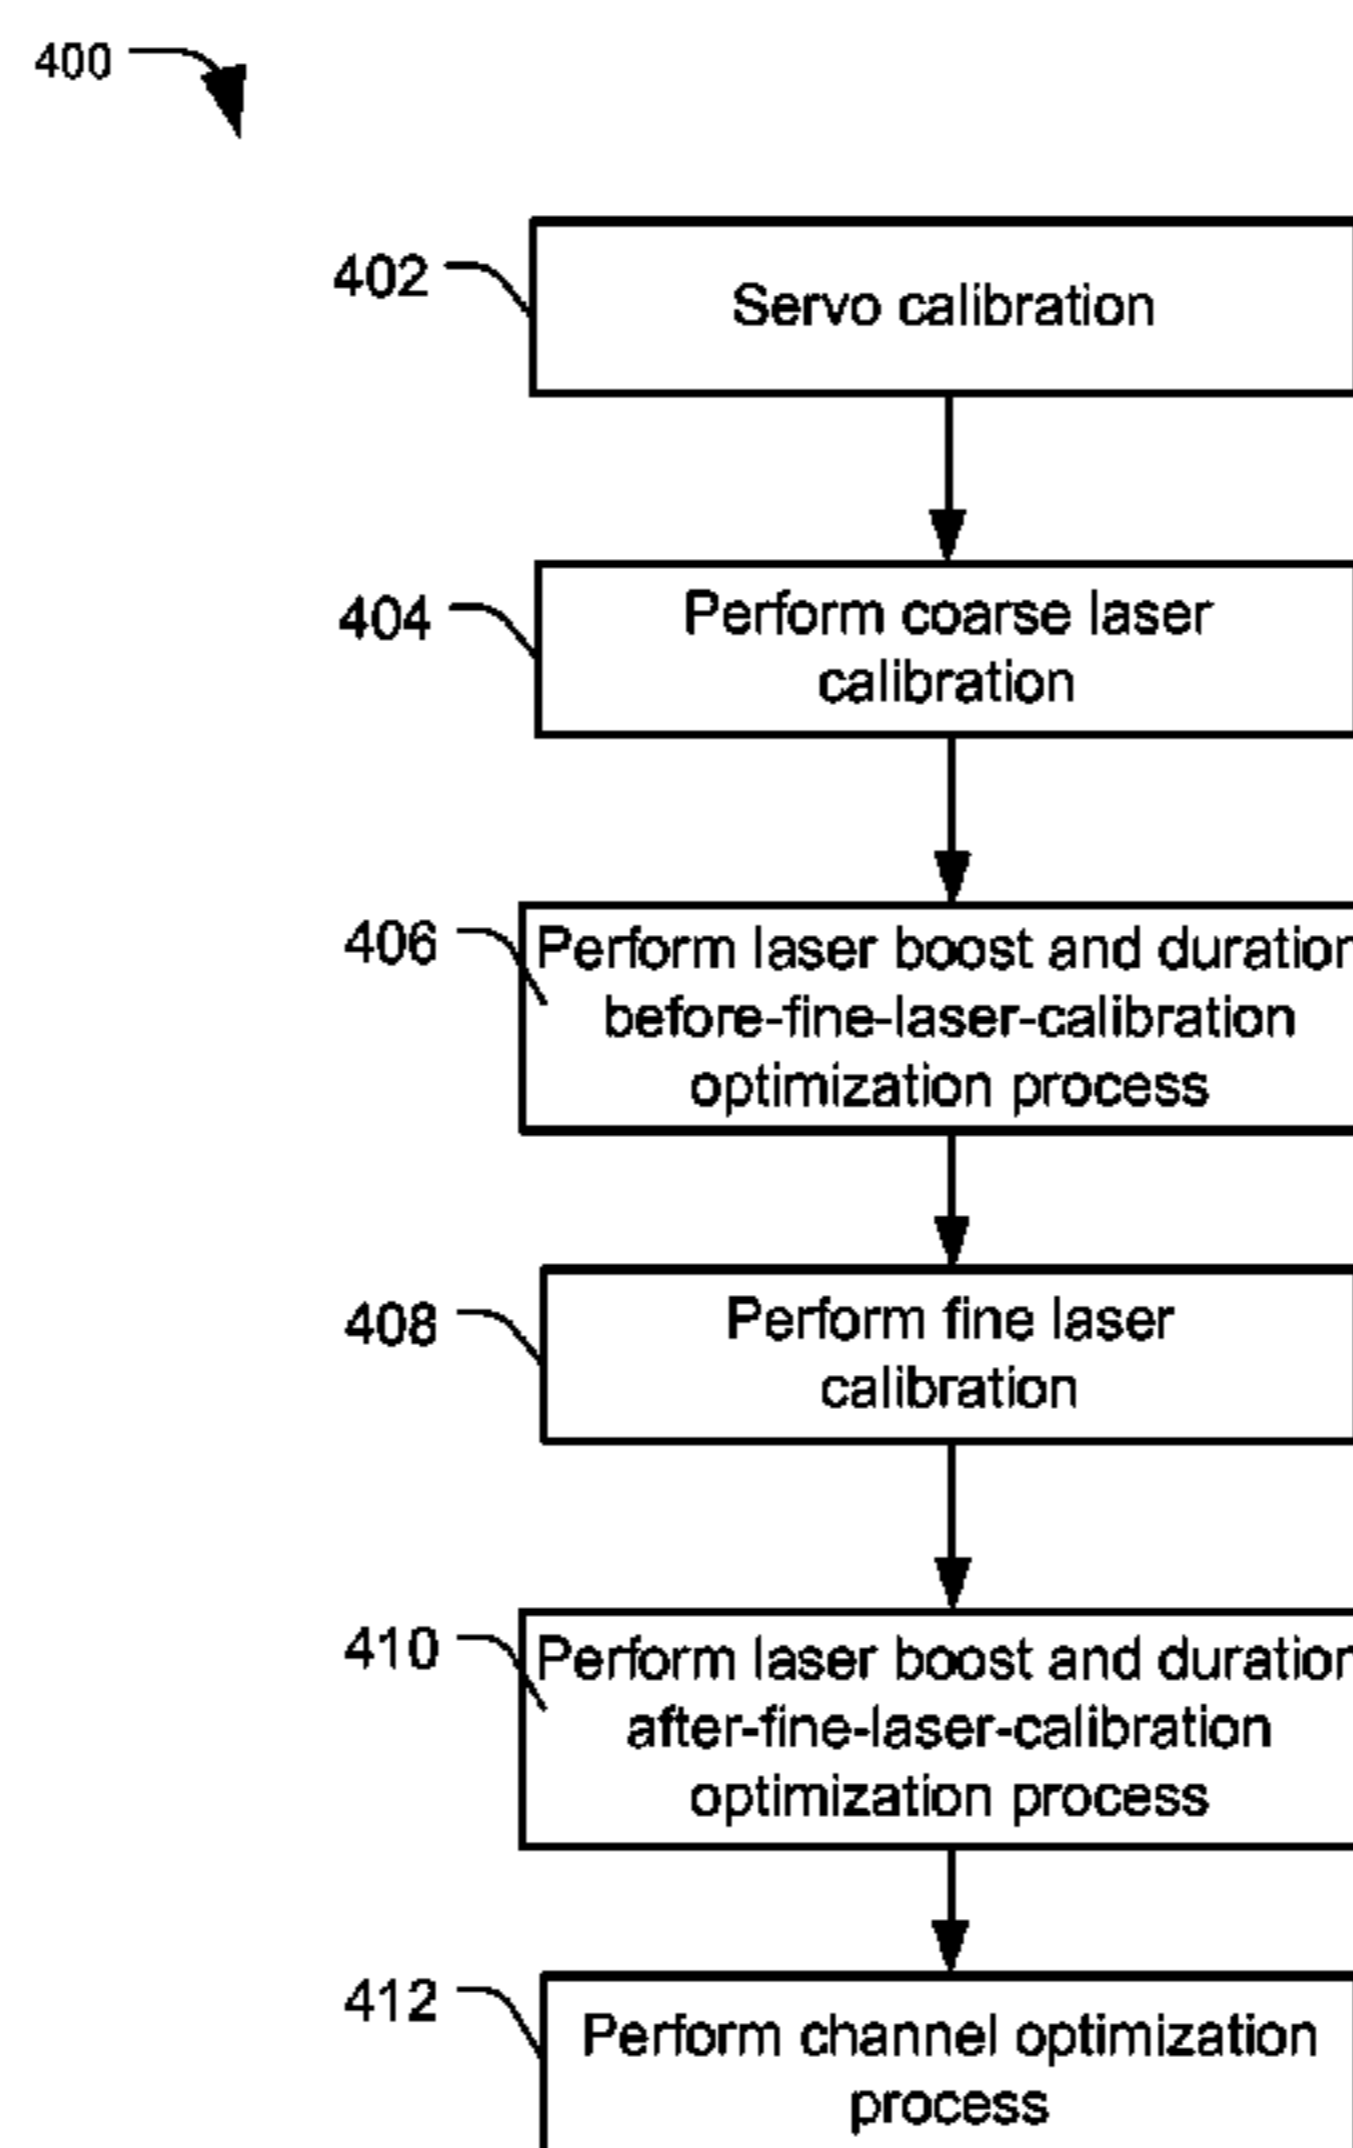 400
402
Servo calibration
404
Perform coarse laser
calibration
406
Perform laser boost and duration
before-fine-laser-calibration
optimization process
408
Perform fine laser
calibration
410
Perform laser boost and duration
after-fine-laser-calibration
optimization process
412
Perform channel optimization
process